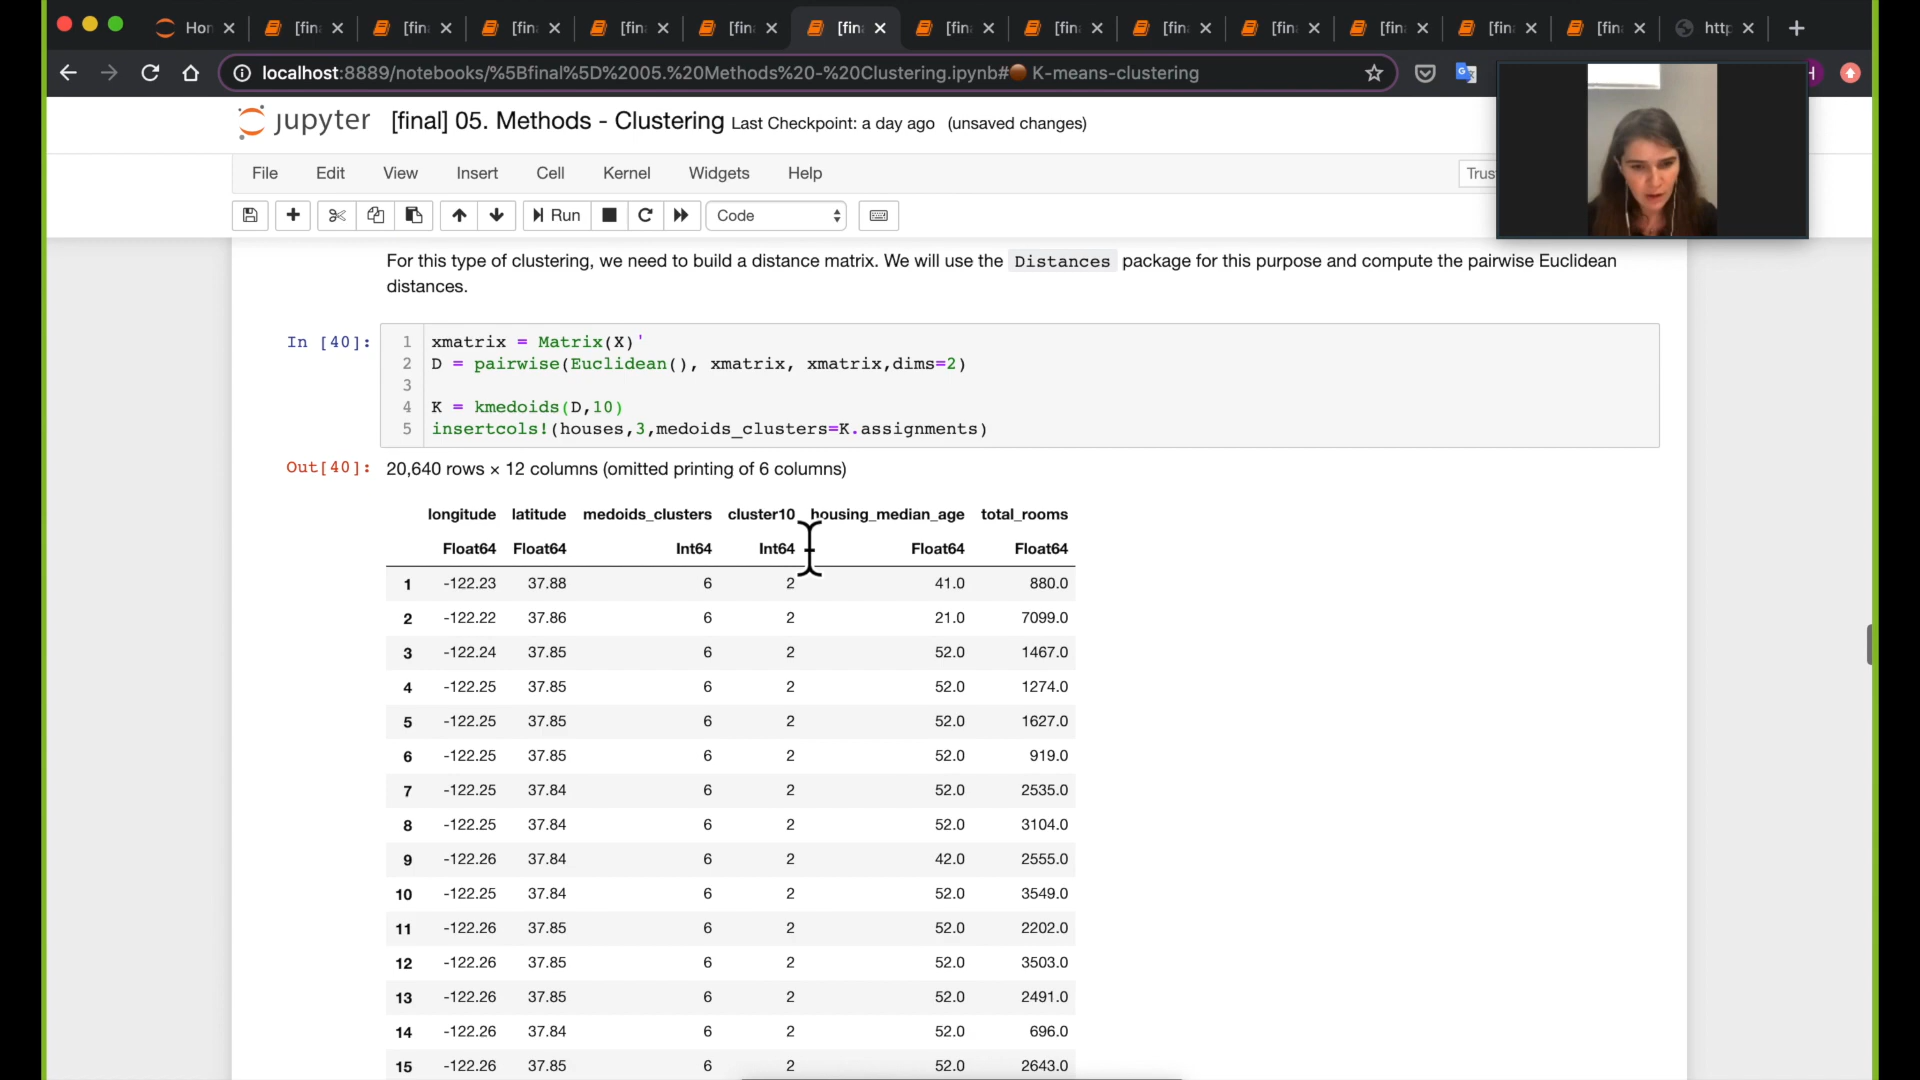 Hor
[fin
[fin
[fin
[fin
[fin
[fin
[fin
[fin
[fin
[fin
[fin
[fin
[fin
http
localhost:8889/notebooks/%5Bfinal%5D%2005.%20Methods%20-%20Clustering.ipynb#🟤 K-means-clustering
jupyter [final] 05. Methods - Clustering Last Checkpoint: a day ago (unsaved changes)
File Edit View Insert Cell Kernel Widgets Help
Run Code
For this type of clustering, we need to build a distance matrix. We will use the Distances package for this purpose and compute the pairwise Euclidean
distances.
In [40]: 1 xmatrix = Matrix(X)'
2 D = pairwise(Euclidean(), xmatrix, xmatrix,dims=2)
3
4 K = kmedoids(D,10)
5 insertcols!(houses,3,medoids_clusters=K.assignments)
Out[40]: 20,640 rows × 12 columns (omitted printing of 6 columns)
longitude latitude medoids_clusters cluster10 housing_median_age total_rooms
Float64 Float64 Int64 Int64 Float64 Float64
1 -122.23 37.88 6 2 41.0 880.0
2 -122.22 37.86 6 2 21.0 7099.0
3 -122.24 37.85 6 2 52.0 1467.0
4 -122.25 37.85 6 2 52.0 1274.0
5 -122.25 37.85 6 2 52.0 1627.0
6 -122.25 37.85 6 2 52.0 919.0
7 -122.25 37.84 6 2 52.0 2535.0
8 -122.25 37.84 6 2 52.0 3104.0
9 -122.26 37.84 6 2 42.0 2555.0
10 -122.25 37.84 6 2 52.0 3549.0
11 -122.26 37.85 6 2 52.0 2202.0
12 -122.26 37.85 6 2 52.0 3503.0
13 -122.26 37.85 6 2 52.0 2491.0
14 -122.26 37.84 6 2 52.0 696.0
15 -122.26 37.85 6 2 52.0 2643.0